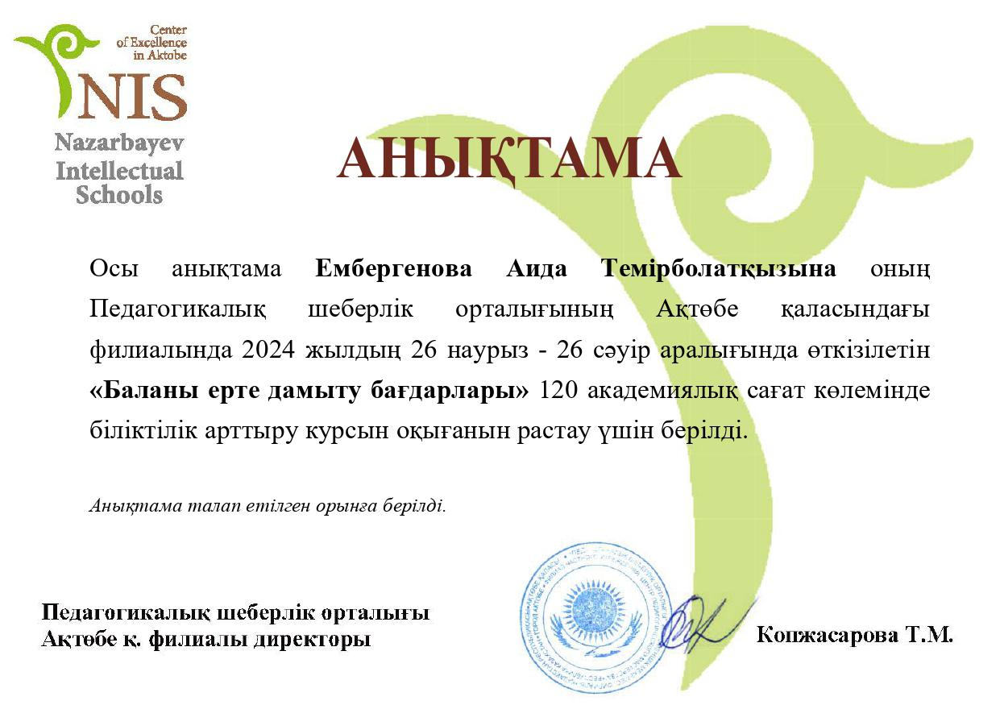 Center
of Excellence
in Aktobe
NIS
Nazarbayev
Intellectual
Schools
АНЫҚТАМА
Осы анықтама Ембергенова Аида Темірболатқызына оның
Педагогикалық шеберлік орталығының Ақтөбе қаласындағы
филиалында 2024 жылдың 26 наурыз - 26 сәуір аралығында өткізілетін
«Баланы ерте дамыту бағдарлары» 120 академиялық сағат көлемінде
біліктілік арттыру курсын оқығанын растау үшін берілді.
Анықтама талап етілген орынға берілді.
Педагогикалық шеберлік орталығы
Ақтөбе қ. филиалы директоры
Копжасарова Т.М.